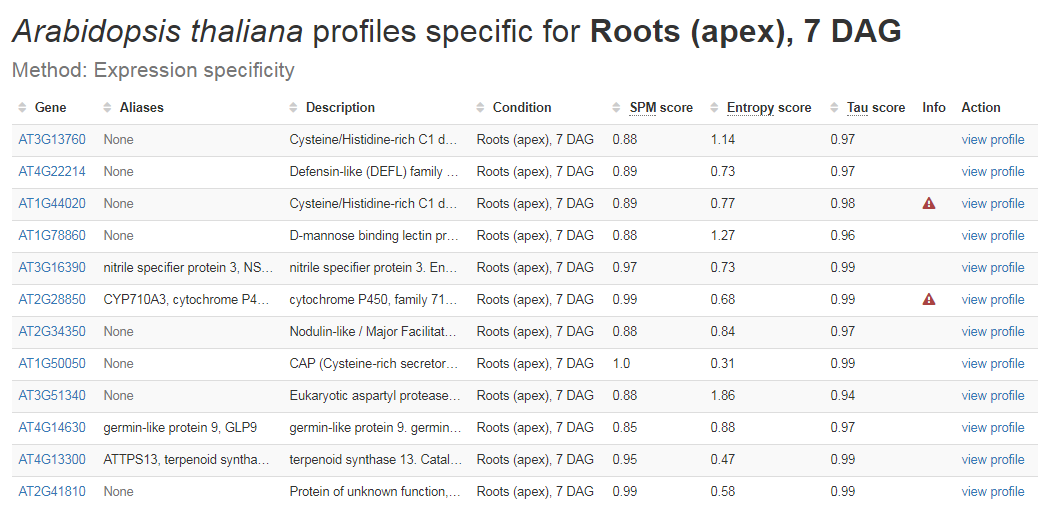 Arabidopsis thaliana profiles specific for Roots (apex), 7 DAG
Method: Expression specificity
Gene Aliases Description Condition SPM score Entropy score Tau score Info Action
AT3G13760 None Cysteine/Histidine-rich C1 d... Roots (apex), 7 DAG 0.88 1.14 0.97 view profile
AT4G22214 None Defensin-like (DEFL) family ... Roots (apex), 7 DAG 0.89 0.73 0.97 view profile
AT1G44020 None Cysteine/Histidine-rich C1 d... Roots (apex), 7 DAG 0.89 0.77 0.98 view profile
AT1G78860 None D-mannose binding lectin pr... Roots (apex), 7 DAG 0.88 1.27 0.96 view profile
AT3G16390 nitrile specifier protein 3, NS... nitrile specifier protein 3. En... Roots (apex), 7 DAG 0.97 0.73 0.99 view profile
AT2G28850 CYP710A3, cytochrome P4... cytochrome P450, family 71... Roots (apex), 7 DAG 0.99 0.68 0.99 view profile
AT2G34350 None Nodulin-like / Major Facilitat... Roots (apex), 7 DAG 0.88 0.84 0.97 view profile
AT1G50050 None CAP (Cysteine-rich secretor... Roots (apex), 7 DAG 1.0 0.31 0.99 view profile
AT3G51340 None Eukaryotic aspartyl protease... Roots (apex), 7 DAG 0.88 1.86 0.94 view profile
AT4G14630 germin-like protein 9, GLP9 germin-like protein 9. germin... Roots (apex), 7 DAG 0.85 0.88 0.97 view profile
AT4G13300 ATTPS13, terpenoid syntha... terpenoid synthase 13. Catal... Roots (apex), 7 DAG 0.95 0.47 0.99 view profile
AT2G41810 None Protein of unknown function,... Roots (apex), 7 DAG 0.99 0.58 0.99 view profile